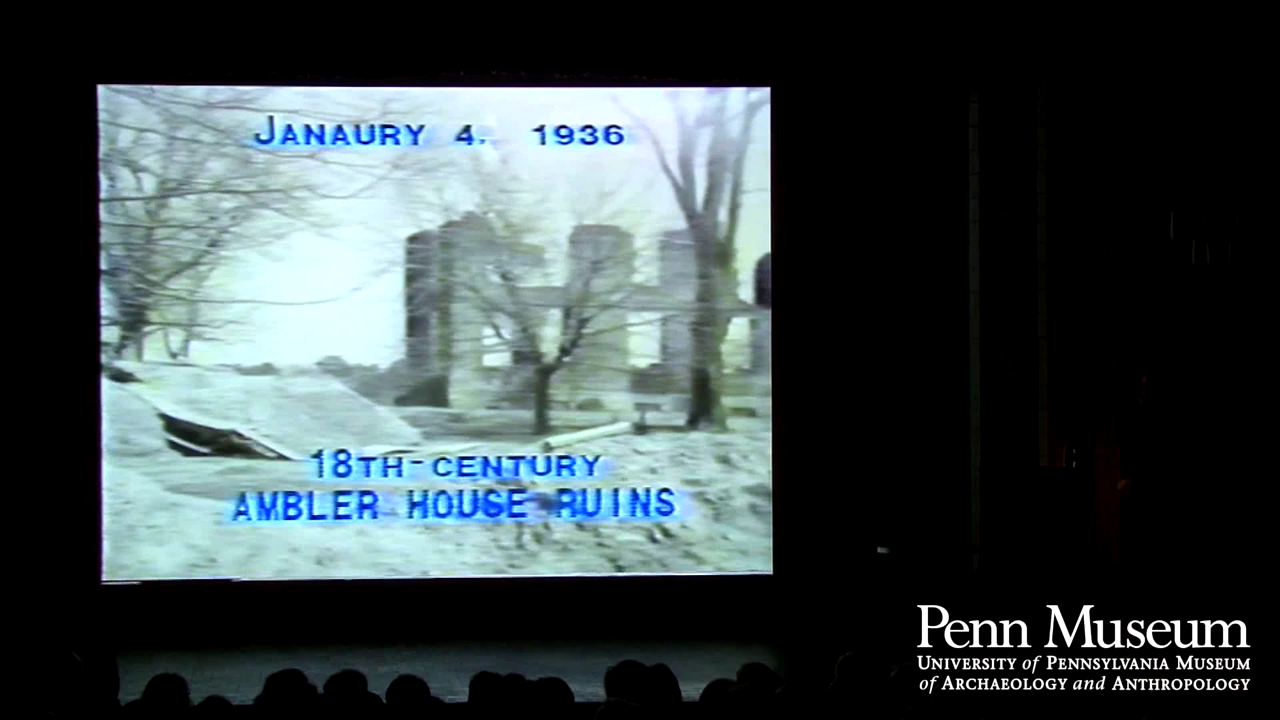 JANAURY 4, 1936
18TH-CENTURY
AMBLER HOUSE RUINS
Penn Museum
UNIVERSITY of PENNSYLVANIA MUSEUM
of ARCHAEOLOGY and ANTHROPOLOGY